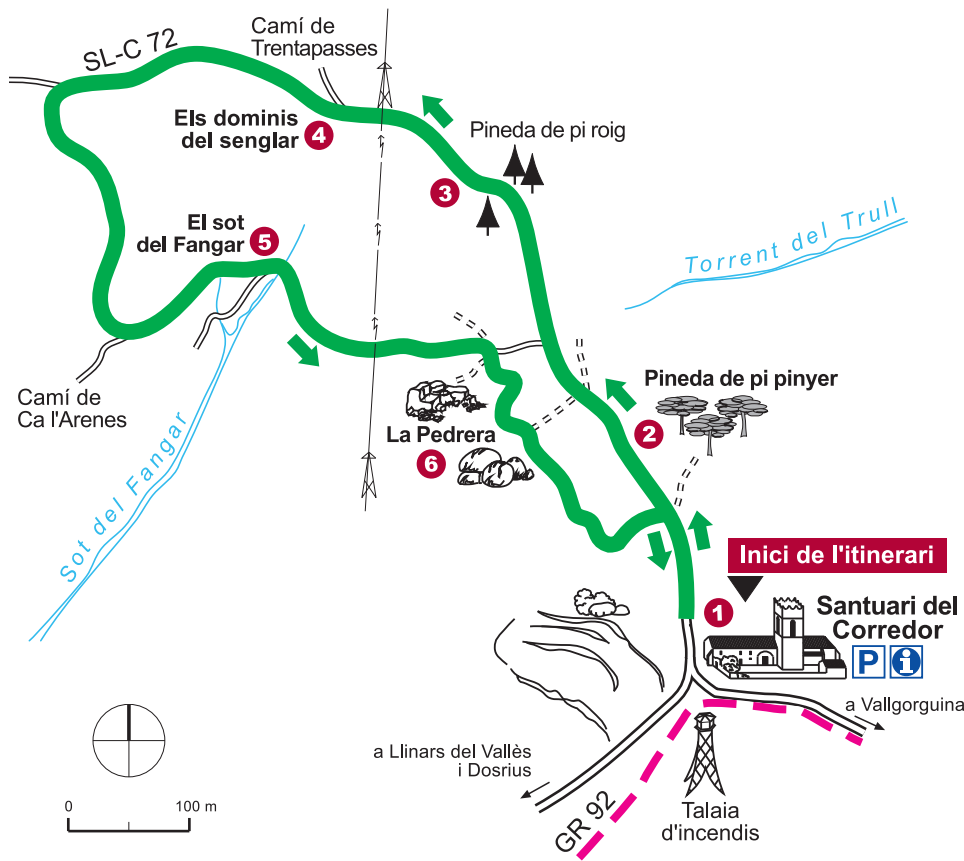 SL-C 72
Camí de
Trentapasses
Els dominis
del senglar
4
Pineda de pi roig
3
El sot
del Fangar
5
Torrent del Trull
Camí de
Ca l'Arenes
Sot del Fangar
Pineda de pi pinyer
2
La Pedrera
6
Inici de l'itinerari
1
Santuari del
Corredor
P i
a Vallgorguina
a Llinars del Vallès
i Dosrius
GR 92
Talaia
d'incendis
0 100 m